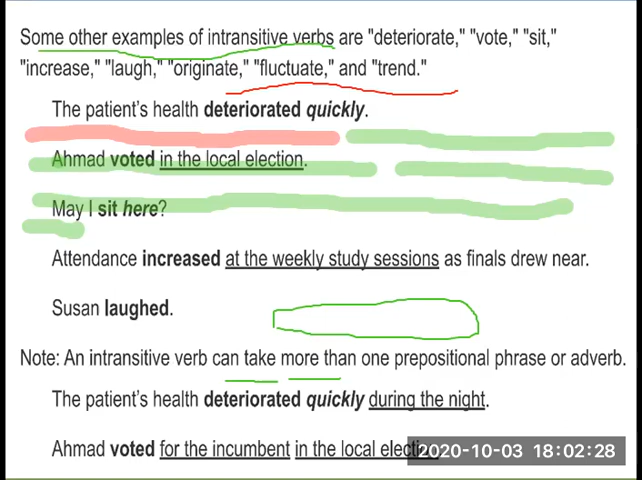 Some other examples of intransitive verbs are "deteriorate," "vote," "sit,"
"increase," "laugh," "originate," "fluctuate," and "trend."
The patient's health deteriorated quickly.
Ahmad voted in the local election.
May I sit here?
Attendance increased at the weekly study sessions as finals drew near.
Susan laughed.
Note: An intransitive verb can take more than one prepositional phrase or adverb.
The patient's health deteriorated quickly during the night.
Ahmad voted for the incumbent in the local
2020-10-03 18:02:28